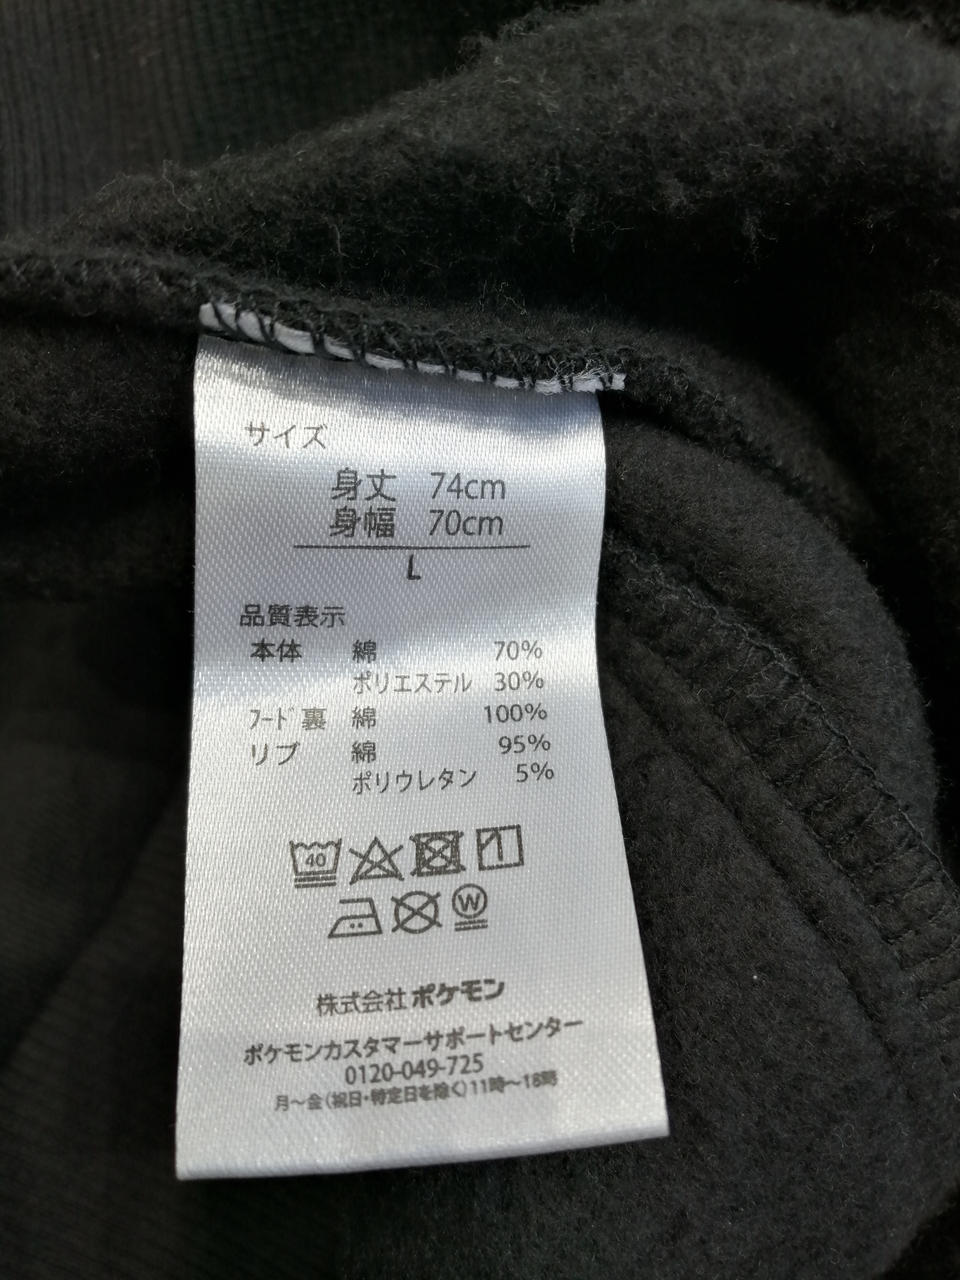 サイズ
身丈 74cm
身幅 70cm
L
品質表示
本体 綿 70%
ポリエステル 30%
フード裏 綿 100%
リブ 綿 95%
ポリウレタン 5%
40
W
株式会社ポケモン
ポケモンカスタマーサポートセンター
0120-049-725
月～金(祝日・特定日を除く)11時～18時